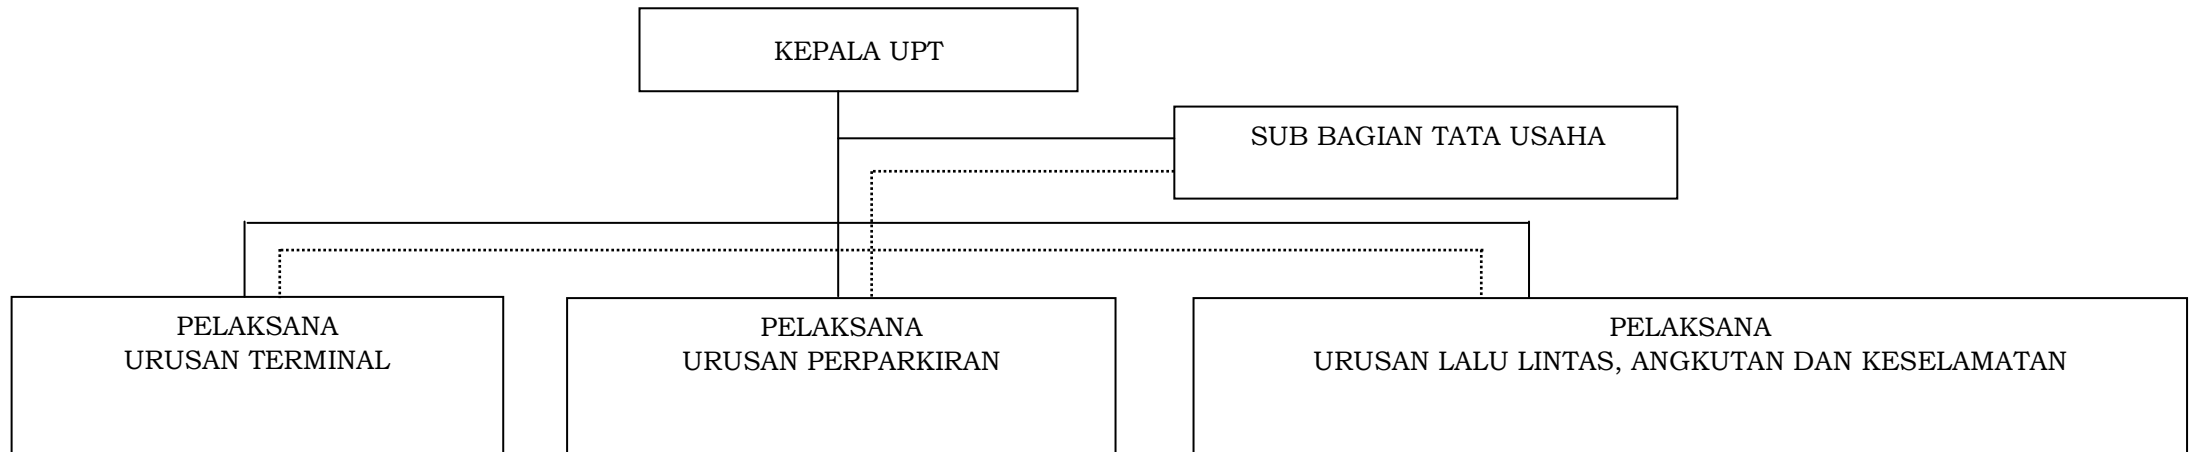 KEPALA UPT
SUB BAGIAN TATA USAHA
PELAKSANA
URUSAN TERMINAL
PELAKSANA
URUSAN PERPARKIRAN
PELAKSANA
URUSAN LALU LINTAS, ANGKUTAN DAN KESELAMATAN